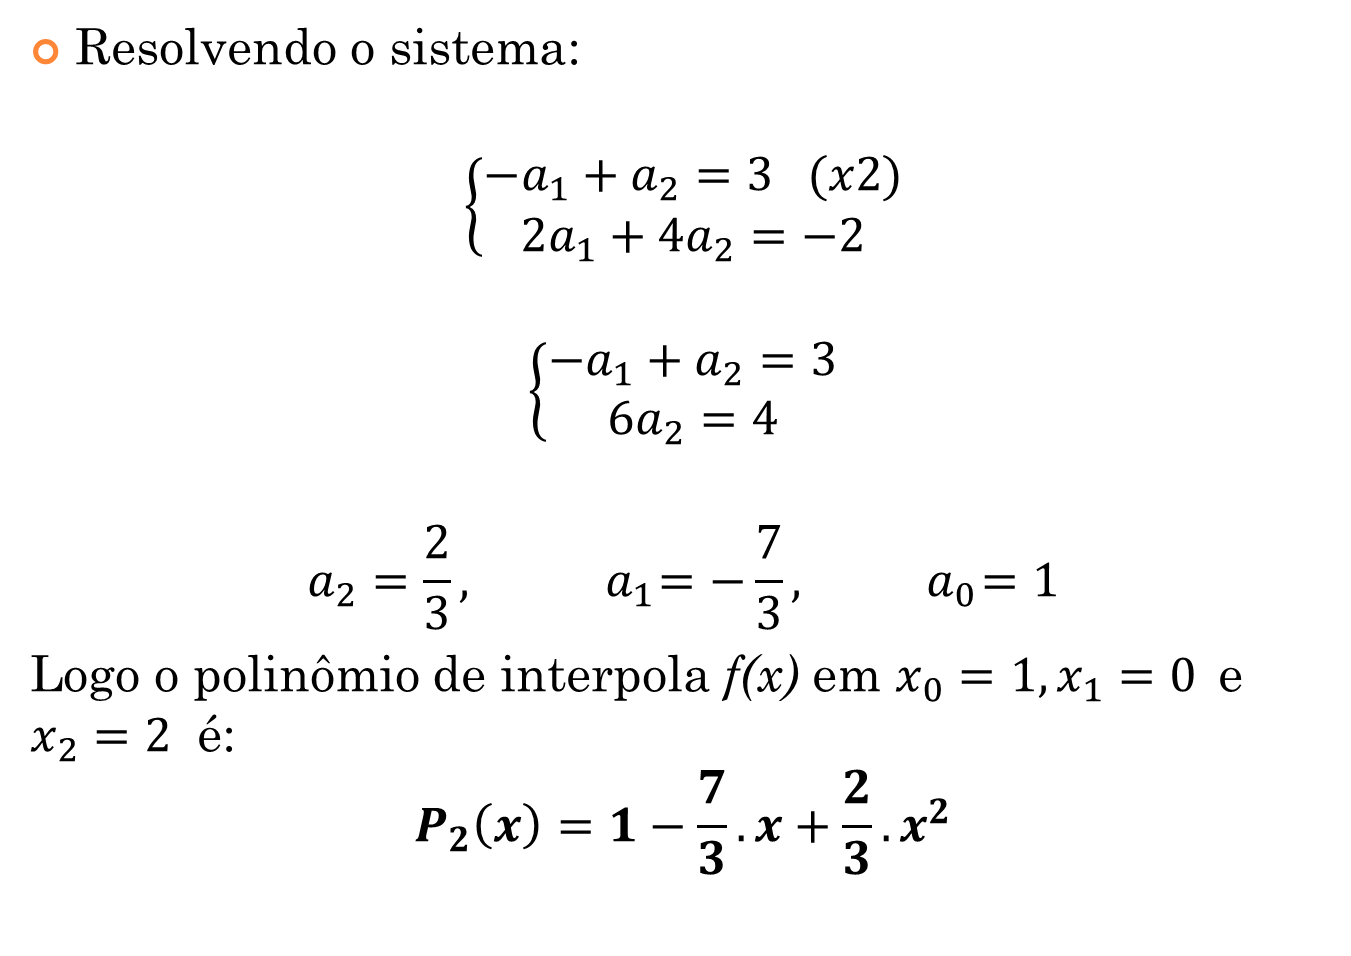 Resolvendo o sistema:
−a₁ + a₂ = 3 (x2)
2a₁ + 4a₂ = −2
−a₁ + a₂ = 3
6a₂ = 4
a₂ = 2/3, a₁ = −7/3, a₀ = 1
Logo o polinômio de interpola f(x) em x₀ = 1, x₁ = 0 e
x₂ = 2 é:
P₂(x) = 1 − 7/3 . x + 2/3 . x²